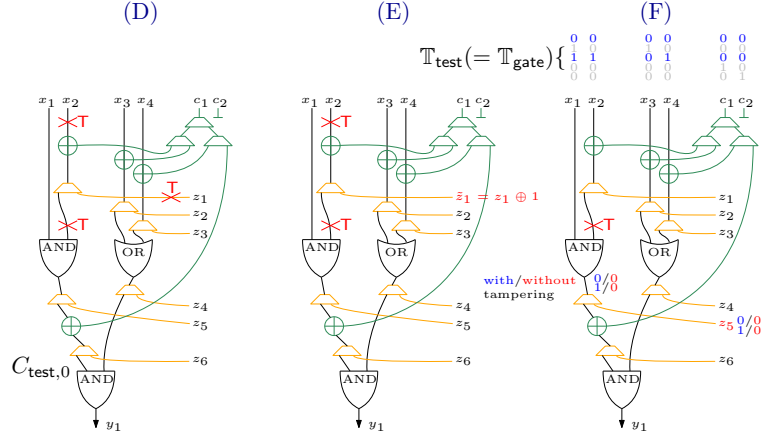 (D) (E) (F)
𝕋test(= 𝕋gate){
0 0 0 0 0 0
0 0 1 0 0 0
1 1 0 1 0 0
0 0 0 0 1 0
0 0 0 0 0 1
x1 x2 x3 x4 c1 ⊥ c2
T
T
z1
z2
z3
T
AND
OR
z4
z5
z6
Ctest,0
AND
y1
x1 x2 x3 x4 c1 ⊥ c2
T
z̃1 = z1 ⊕ 1
z2
z3
T
AND
OR
with/without 0/0
tampering 1/0
z4
z5
z6
AND
y1
x1 x2 x3 x4 c1 ⊥ c2
z1
z2
z3
T
AND
OR
z4
z5 0/0
1/0
z6
AND
y1